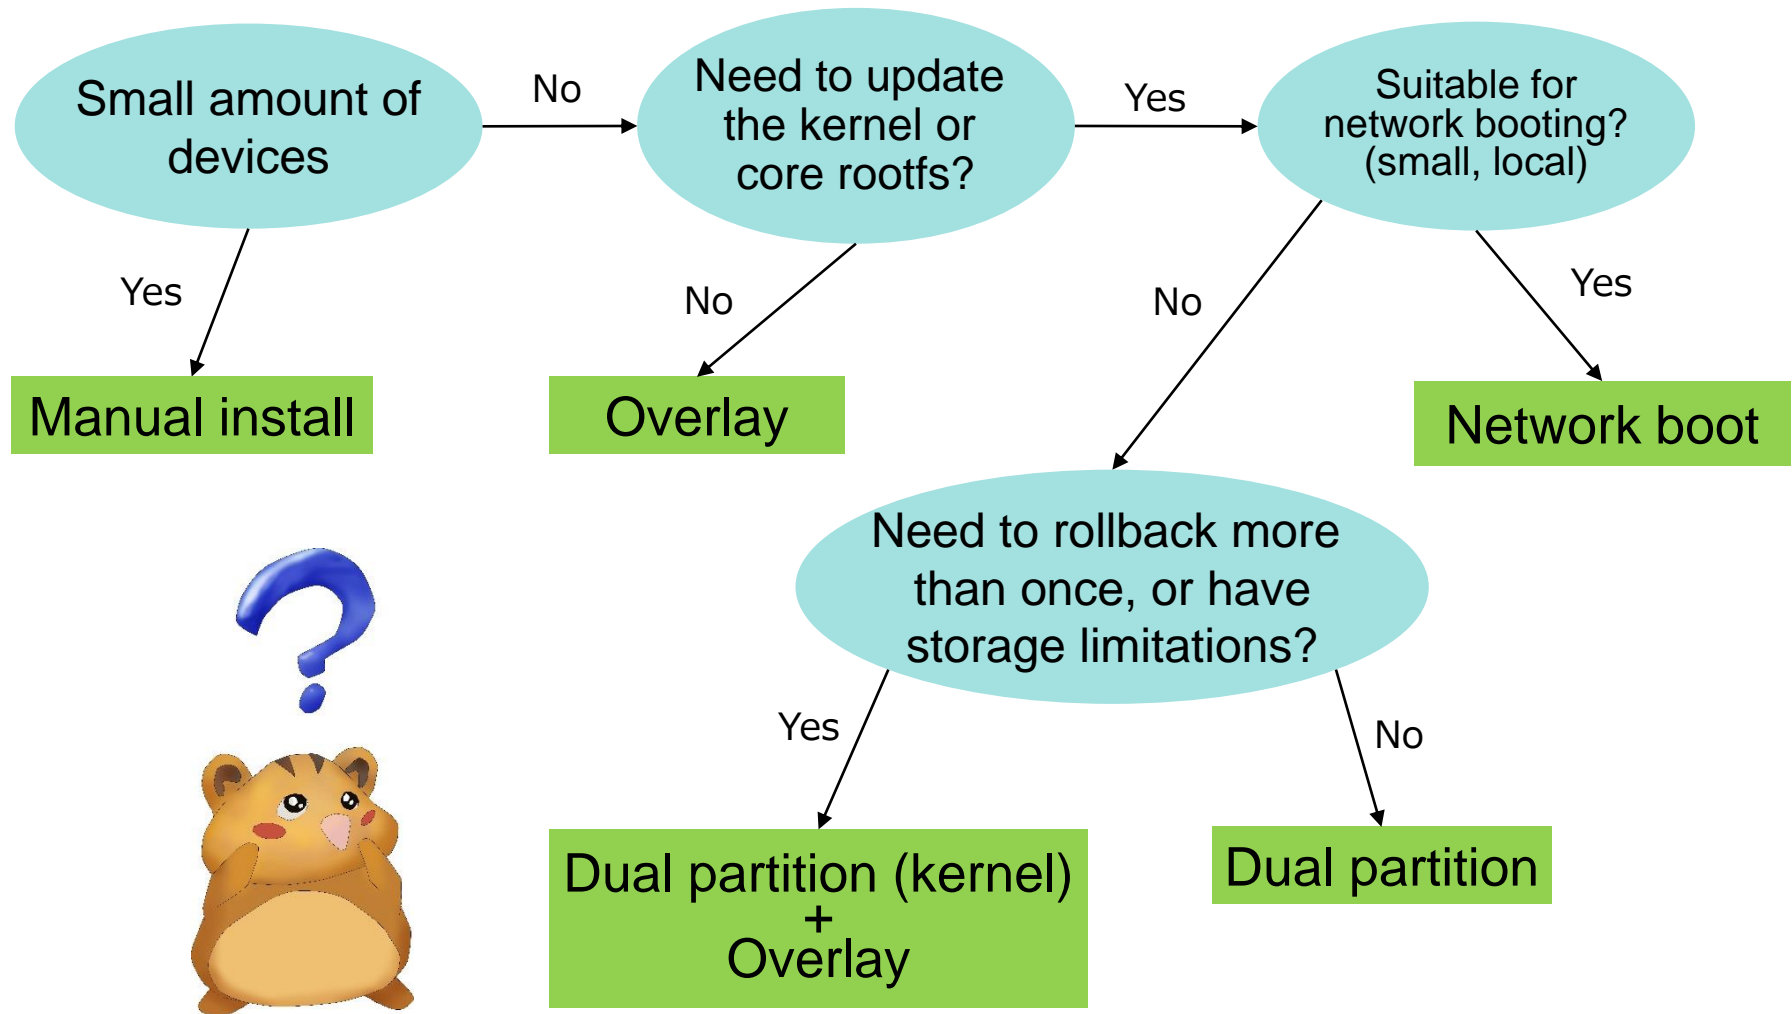 Small amount of
devices
No
Need to update
the kernel or
core rootfs?
Yes
Suitable for
network booting?
(small, local)
Yes
No
No
Yes
Manual install
Overlay
Network boot
Need to rollback more
than once, or have
storage limitations?
Yes
No
Dual partition (kernel)
+
Overlay
Dual partition